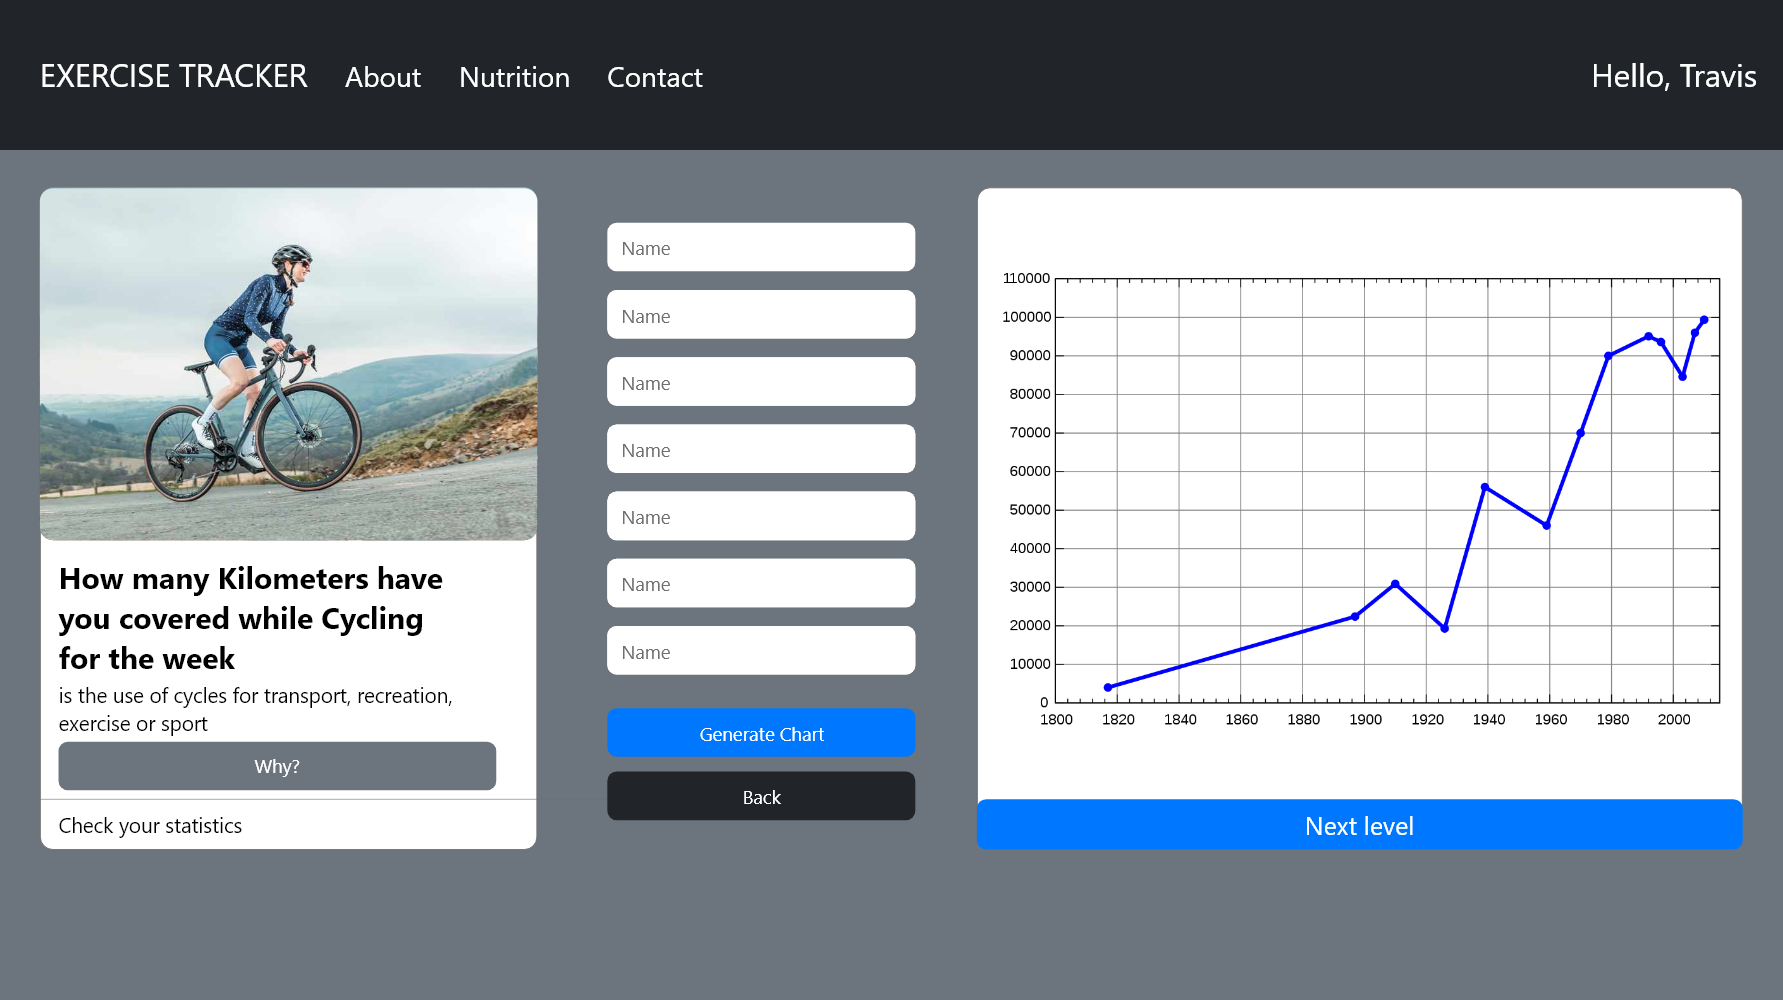 EXERCISE TRACKER About Nutrition Contact Hello, Travis
How many Kilometers have
you covered while Cycling
for the week
is the use of cycles for transport, recreation,
exercise or sport
Why?
Check your statistics
Name
Name
Name
Name
Name
Name
Name
Generate Chart
Back
110000
100000
90000
80000
70000
60000
50000
40000
30000
20000
10000
0
1800 1820 1840 1860 1880 1900 1920 1940 1960 1980 2000
Next level